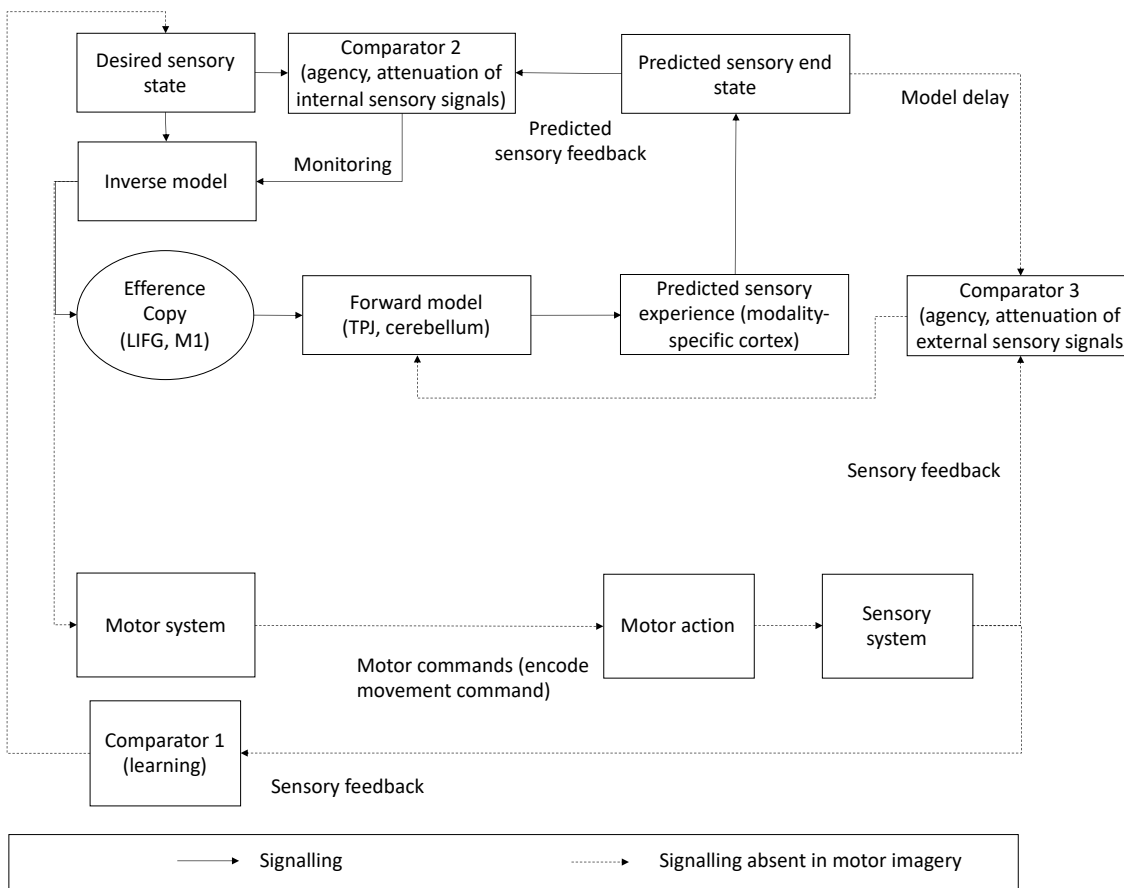 Desired sensory
state
Comparator 2
(agency, attenuation of
internal sensory signals)
Predicted sensory end
state
Model delay
Predicted
sensory feedback
Monitoring
Inverse model
Efference
Copy
(LIFG, M1)
Forward model
(TPJ, cerebellum)
Predicted sensory
experience (modality-
specific cortex)
Comparator 3
(agency, attenuation of
external sensory signals
Sensory feedback
Motor system
Motor action
Sensory
system
Motor commands (encode
movement command)
Comparator 1
(learning)
Sensory feedback
Signalling
Signalling absent in motor imagery